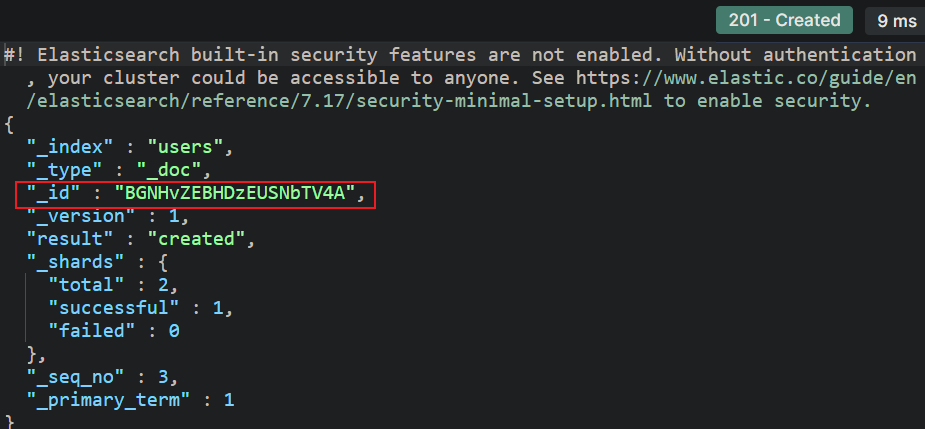 201 - Created
9 ms
#! Elasticsearch built-in security features are not enabled. Without authentication
, your cluster could be accessible to anyone. See https://www.elastic.co/guide/en
/elasticsearch/reference/7.17/security-minimal-setup.html to enable security.
{
"_index" : "users",
"_type" : "_doc",
"_id" : "BGNHvZEBHDzEUSNbTV4A",
"_version" : 1,
"result" : "created",
"_shards" : {
"total" : 2,
"successful" : 1,
"failed" : 0
},
"_seq_no" : 3,
"_primary_term" : 1
}